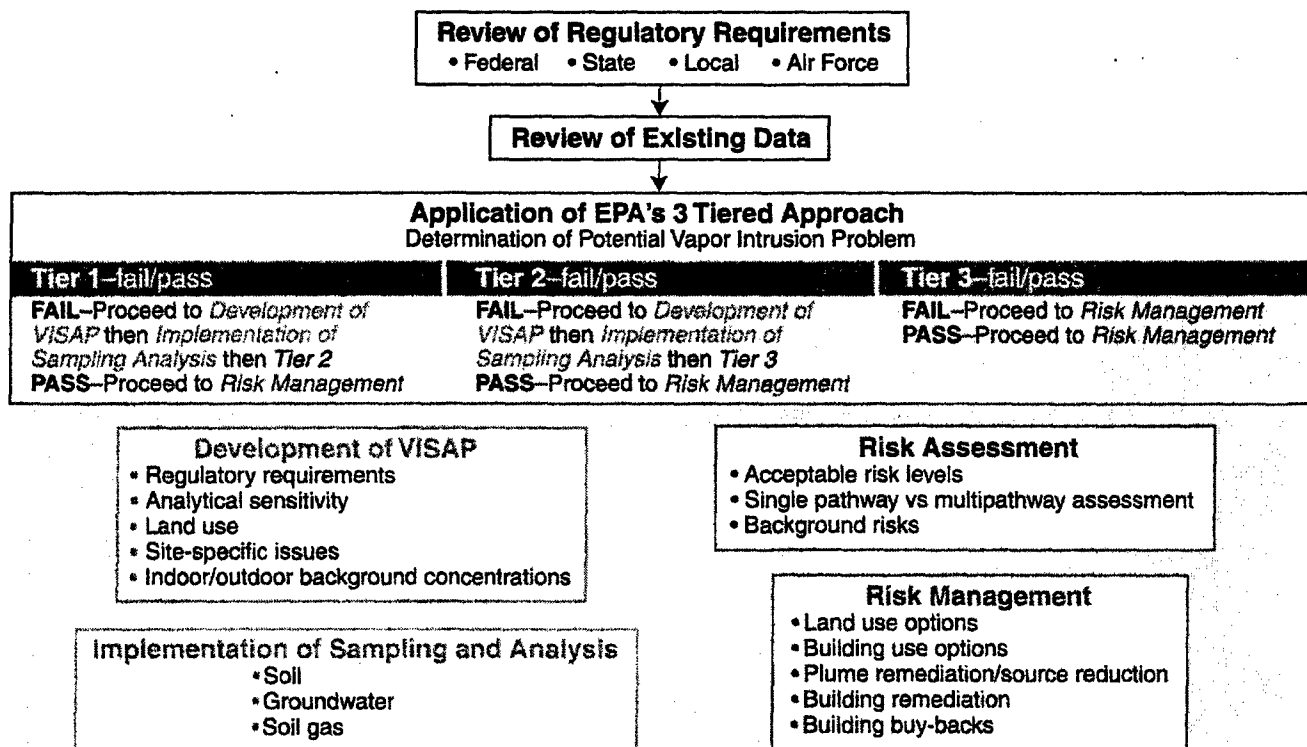 Review of Regulatory Requirements
• Federal • State • Local • Air Force
Review of Existing Data
Application of EPA's 3 Tiered Approach
Determination of Potential Vapor Intrusion Problem
Tier 1–fail/pass
FAIL–Proceed to Development of
VISAP then Implementation of
Sampling Analysis then Tier 2
PASS–Proceed to Risk Management
Tier 2–fail/pass
FAIL–Proceed to Development of
VISAP then Implementation of
Sampling Analysis then Tier 3
PASS–Proceed to Risk Management
Tier 3–fail/pass
FAIL–Proceed to Risk Management
PASS–Proceed to Risk Management
Development of VISAP
• Regulatory requirements
• Analytical sensitivity
• Land use
• Site-specific issues
• Indoor/outdoor background concentrations
Implementation of Sampling and Analysis
• Soil
• Groundwater
• Soil gas
Risk Assessment
• Acceptable risk levels
• Single pathway vs multipathway assessment
• Background risks
Risk Management
• Land use options
• Building use options
• Plume remediation/source reduction
• Building remediation
• Building buy-backs